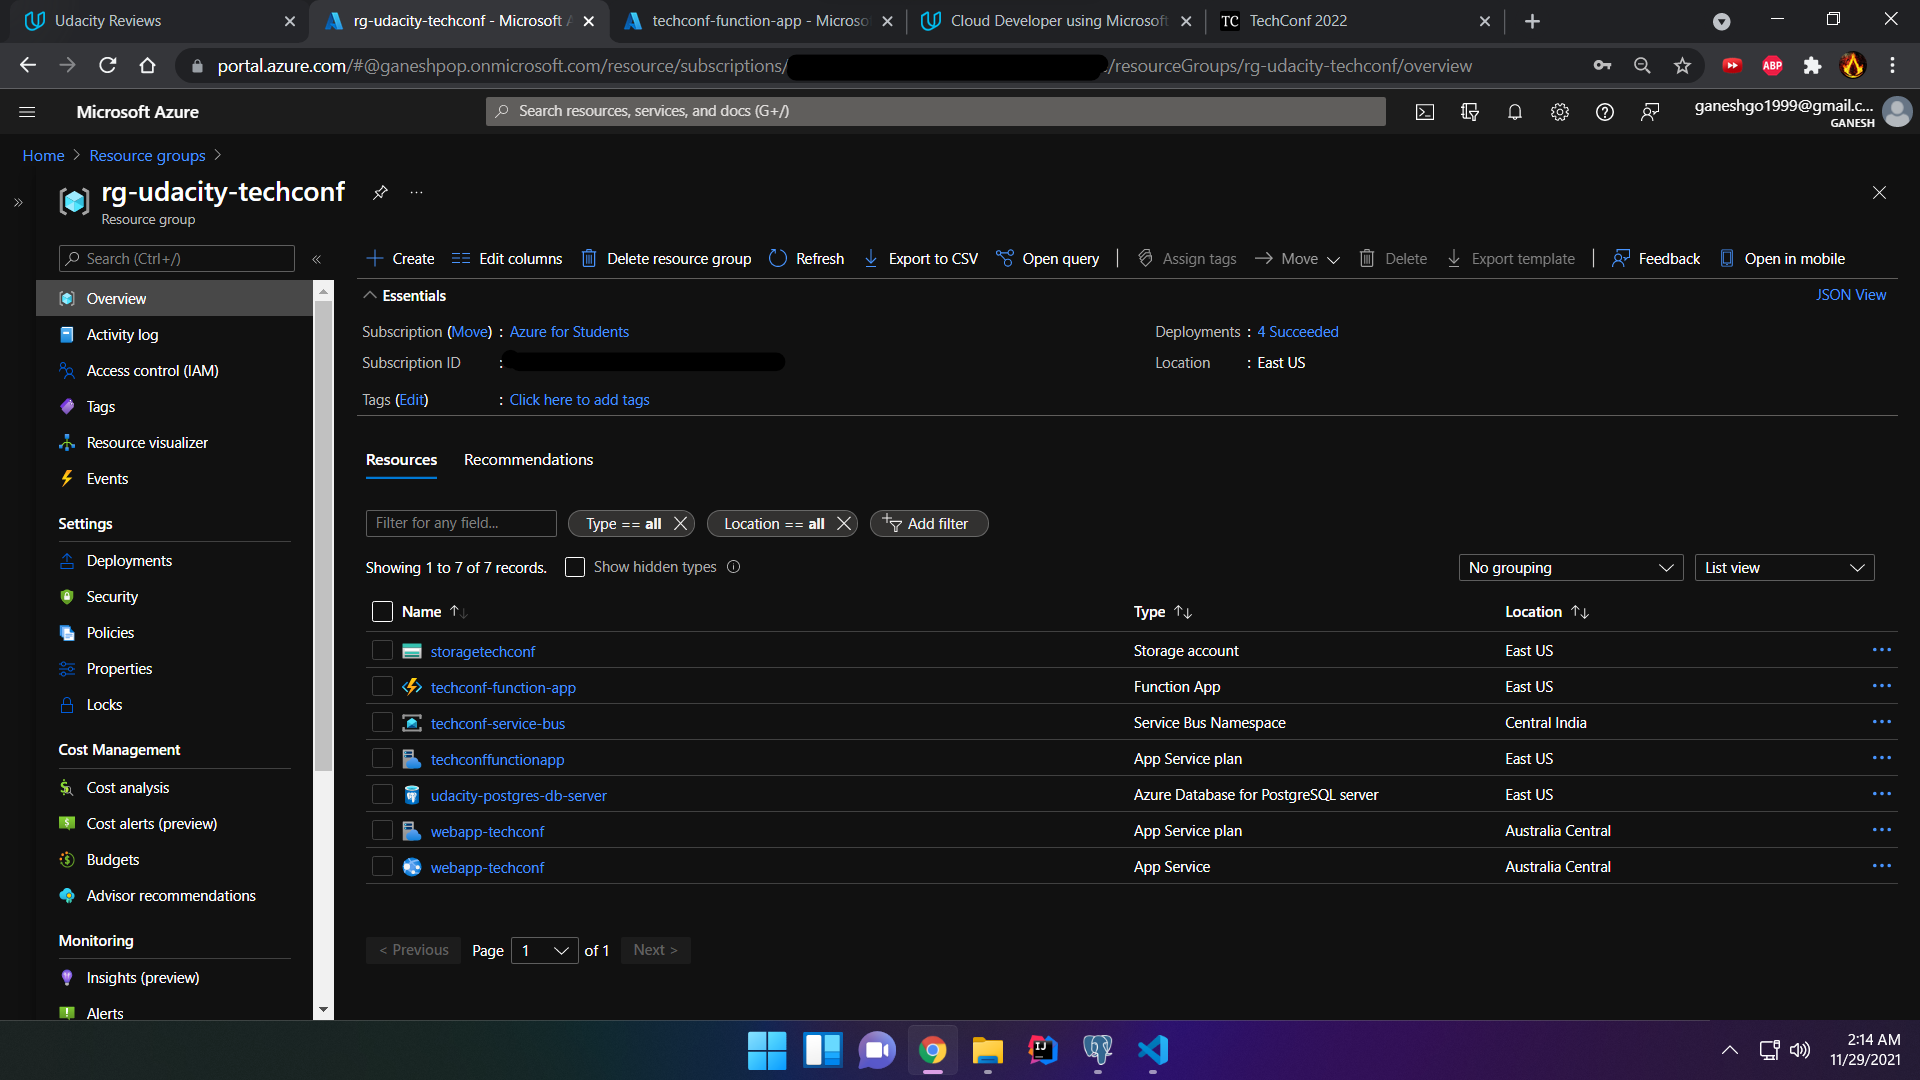 Udacity Reviews
rg-udacity-techconf - Microsoft A
techconf-function-app - Microso
Cloud Developer using Microsoft
TC TechConf 2022
portal.azure.com/#@ganeshpop.onmicrosoft.com/resource/subscriptions/ /resourceGroups/rg-udacity-techconf/overview
ABP
Microsoft Azure
Search resources, services, and docs (G+/)
ganeshgo1999@gmail.c...
GANESH
Home > Resource groups >
rg-udacity-techconf
Resource group
Search (Ctrl+/)
Overview
Activity log
Access control (IAM)
Tags
Resource visualizer
Events
Settings
Deployments
Security
Policies
Properties
Locks
Cost Management
Cost analysis
Cost alerts (preview)
Budgets
Advisor recommendations
Monitoring
Insights (preview)
Alerts
Create Edit columns Delete resource group Refresh Export to CSV Open query Assign tags Move Delete Export template Feedback Open in mobile
Essentials
JSON View
Subscription (Move) : Azure for Students
Deployments : 4 Succeeded
Subscription ID :
Location : East US
Tags (Edit) : Click here to add tags
Resources Recommendations
Filter for any field...
Type == all
Location == all
Add filter
Showing 1 to 7 of 7 records.
Show hidden types
No grouping
List view
Name Type Location
storagetechconf Storage account East US
techconf-function-app Function App East US
techconf-service-bus Service Bus Namespace Central India
techconffunctionapp App Service plan East US
udacity-postgres-db-server Azure Database for PostgreSQL server East US
webapp-techconf App Service plan Australia Central
webapp-techconf App Service Australia Central
< Previous Page 1 of 1 Next >
IJ
2:14 AM
11/29/2021